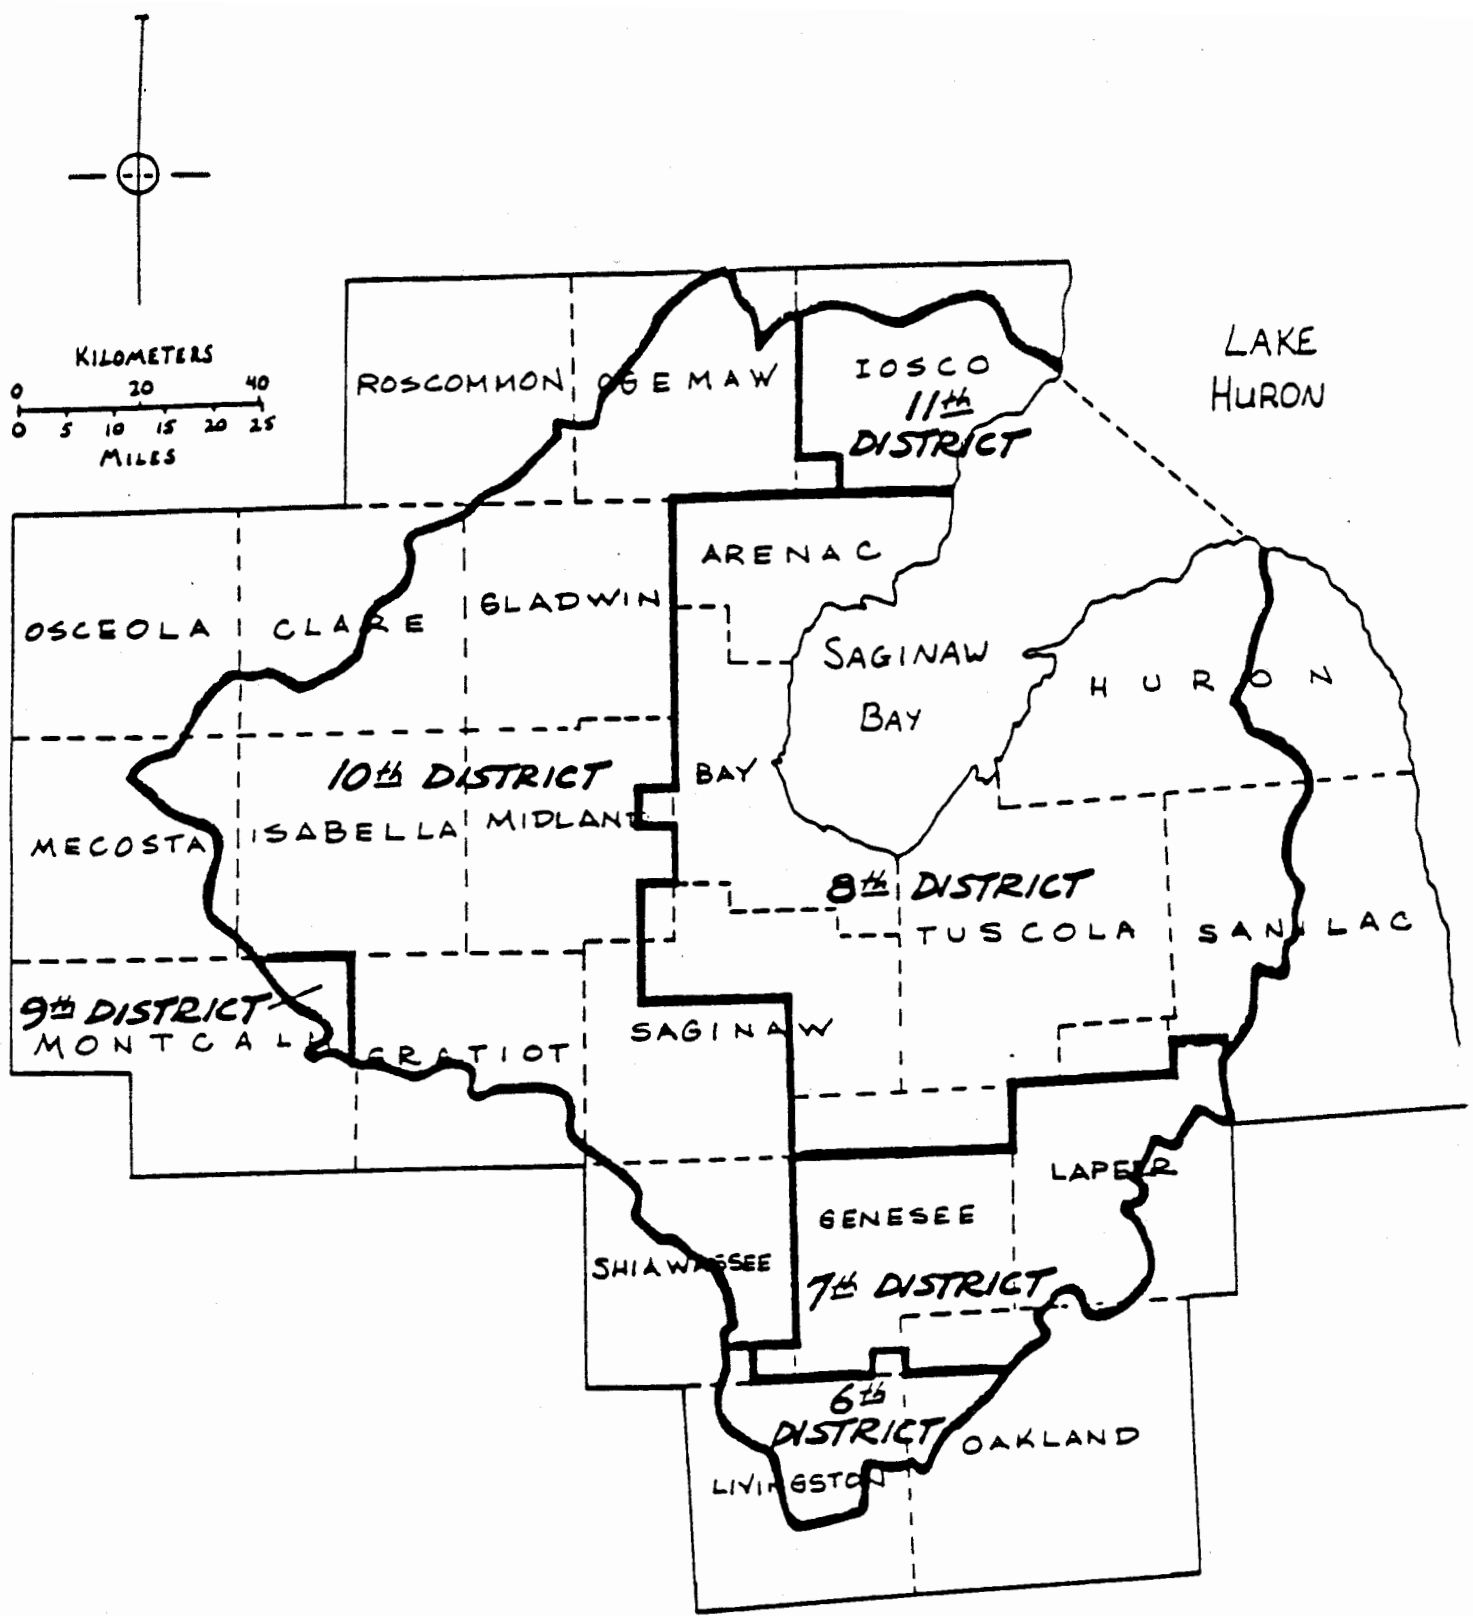 KILOMETERS
0 20 40
0 5 10 15 20 25
MILES
LAKE
HURON
ROSCOMMON
OGEMAW
IOSCO
11th
DISTRICT
ARENAC
OSCEOLA
CLARE
GLADWIN
SAGINAW
BAY
HURON
10th DISTRICT
BAY
MECOSTA
ISABELLA
MIDLAND
8th DISTRICT
TUSCOLA
SANILAC
9th DISTRICT
MONTCALM
GRATIOT
SAGINAW
LAPEER
GENESEE
SHIAWASSEE
7th DISTRICT
6th
DISTRICT
OAKLAND
LIVINGSTON